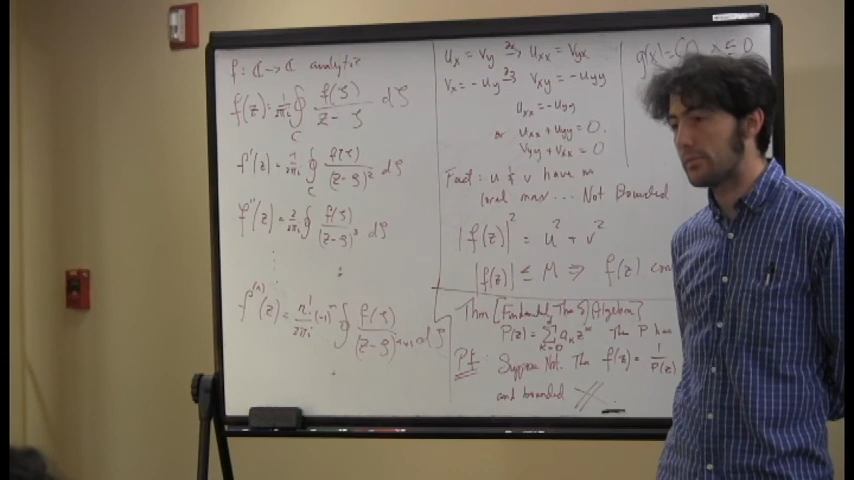 f: ℂ → ℂ analytic
f(z) = 1/2πi ∮_C f(ζ)/(z - ζ) dζ
f'(z) = 1/2πi ∮_C f(ζ)/(z - ζ)² dζ
f''(z) = 2/2πi ∮ f(ζ)/(z - ζ)³ dζ
f⁽ⁿ⁾(z) = n!/2πi (-1)ⁿ ∮ f(ζ)/(z - ζ)ⁿ⁺¹ dζ
u_x = v_y → u_xx = v_yx
v_x = -u_y → v_xy = -u_yy
u_xx = -u_yy
or u_xx + u_yy = 0.
v_yy + v_xx = 0
Fact: u & v have no
local max ... Not Bounded
|f(z)|² = u² + v²
|f(z)| ≤ M ⇒ f(z) con
Thm [Fundamental Thm of Algebra]
P(z) = Σ_{k=0}^n a_k z^k Then P has
Pf: Suppose Not. The f(z) = 1/P(z)
and bounded
g(x) = 0 x ≤ 0